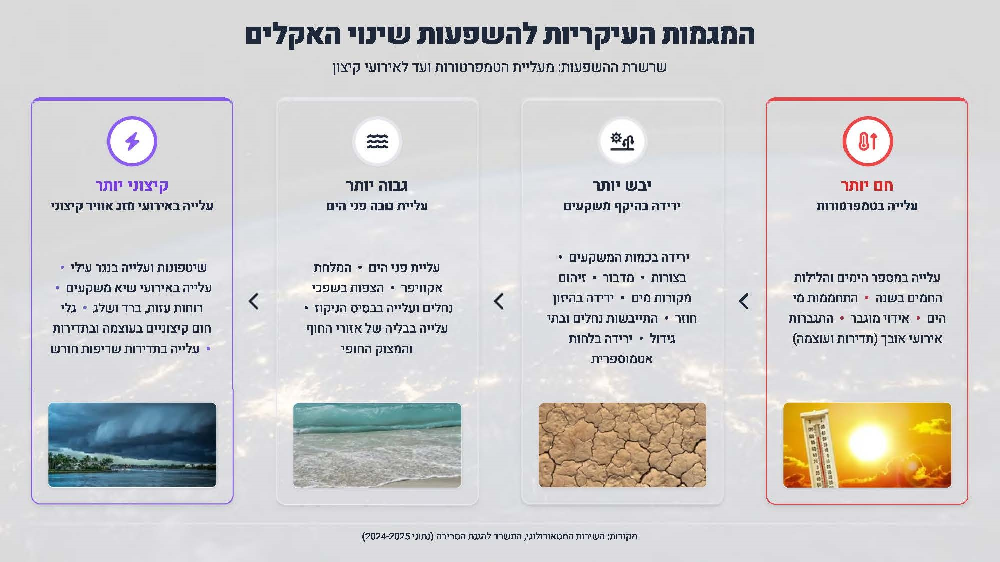 המגמות העיקריות להשפעות שינוי האקלים
שרשרת ההשפעות: מעליית הטמפרטורות ועד לאירועי קיצון
חם יותר
עלייה בטמפרטורות
עלייה במספר הימים והלילות
החמים בשנה • התחממות מי
הים • אידוי מוגבר • התגברות
אירועי אובך (תדירות ועוצמה)
יבש יותר
ירידה בהיקף משקעים
ירידה בכמות המשקעים •
בצורות • מדבור • זיהום
מקורות מים • ירידה בהיזון
חוזר • התייבשות נחלים ובתי
גידול • ירידה בלחות
אטמוספרית
גבוה יותר
עליית גובה פני הים
עליית פני הים • המלחת
אקוויפר • הצפות בשפכי
נחלים ועלייה בבסיס הניקוז •
עלייה בבליה של אזורי החוף
והמצוק החופי
קיצוני יותר
עלייה באירועי מזג אוויר קיצוני
שיטפונות ועלייה בנגר עילי •
עלייה באירועי שיא משקעים •
רוחות עזות, ברד ושלג • גלי
חום קיצוניים בעוצמה ובתדירות
• עלייה בתדירות שריפות חורש
מקורות: השירות המטאורולוגי, המשרד להגנת הסביבה (נתוני 2024-2025)